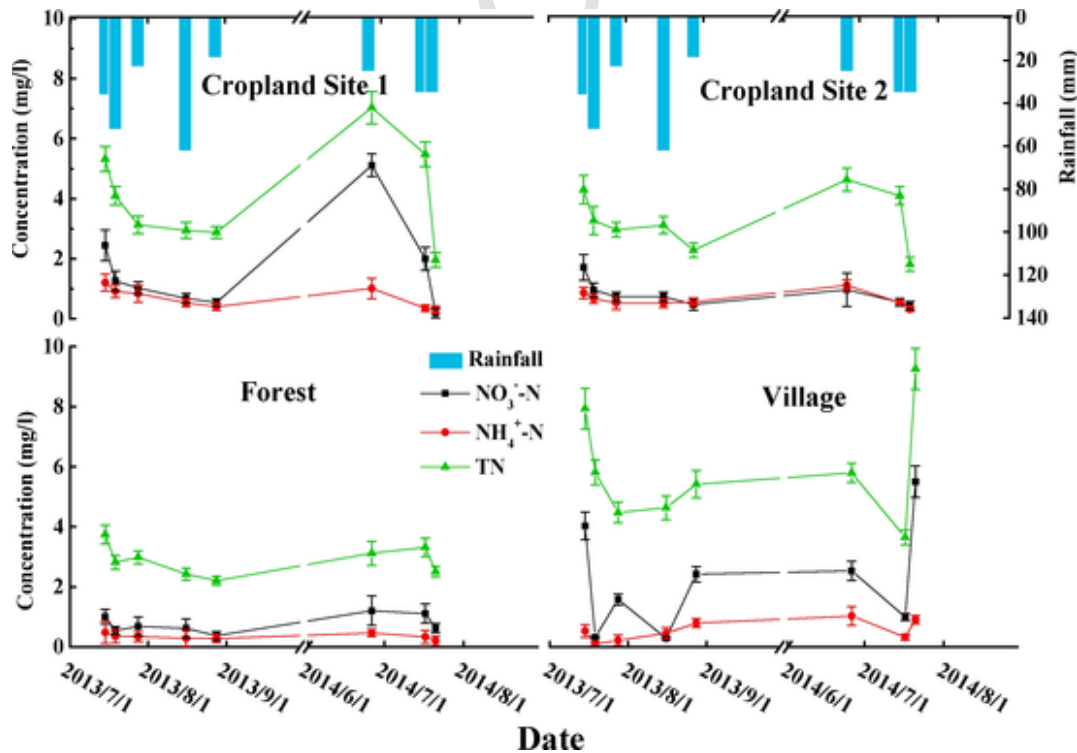 10
8
6
4
2
0
Concentration (mg/l)
Cropland Site 1
Cropland Site 2
0
20
40
60
80
100
120
140
Rainfall (mm)
10
8
6
4
2
0
Concentration (mg/l)
Forest
Rainfall
NO₃⁻-N
NH₄⁺-N
TN
Village
2013/7/1
2013/8/1
2013/9/1
2014/6/1
2014/7/1
2014/8/1
2013/7/1
2013/8/1
2013/9/1
2014/6/1
2014/7/1
2014/8/1
Date